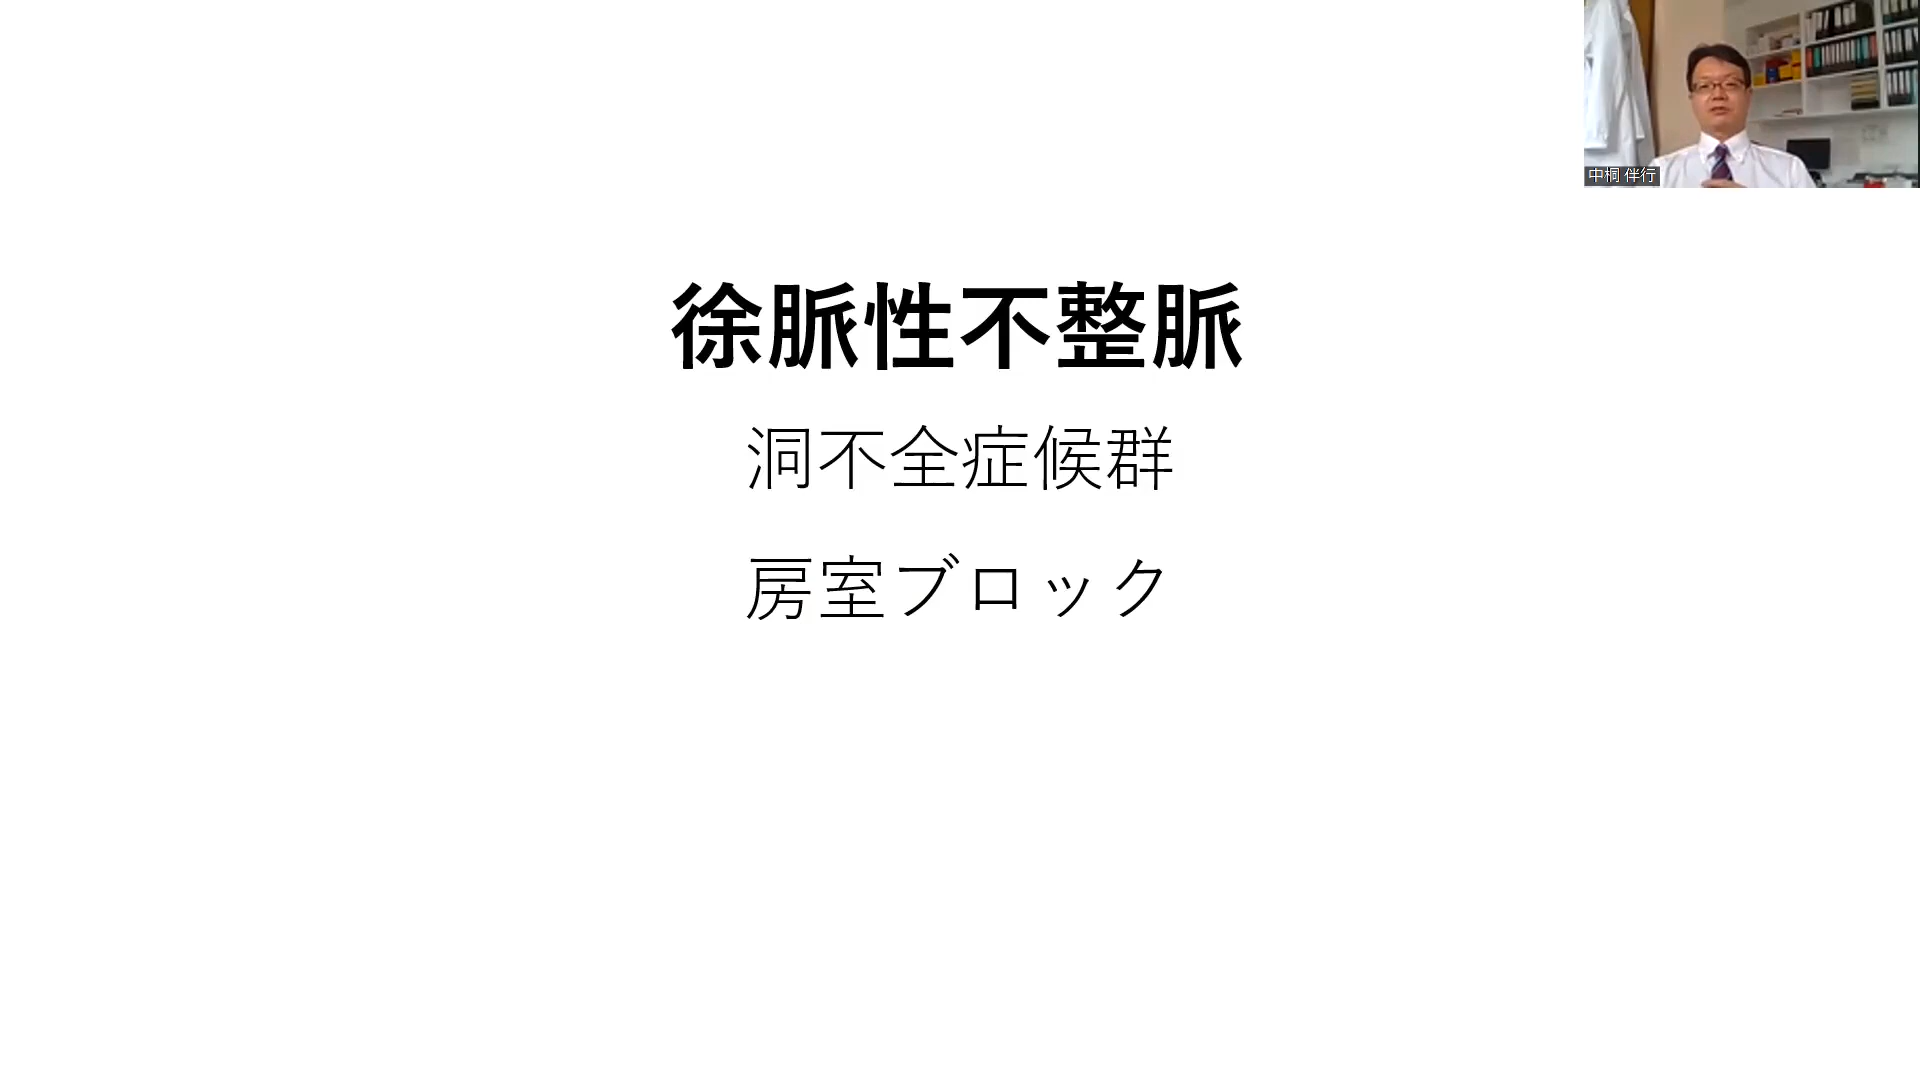 中桐 伴行
徐脈性不整脈
洞不全症候群
房室ブロック